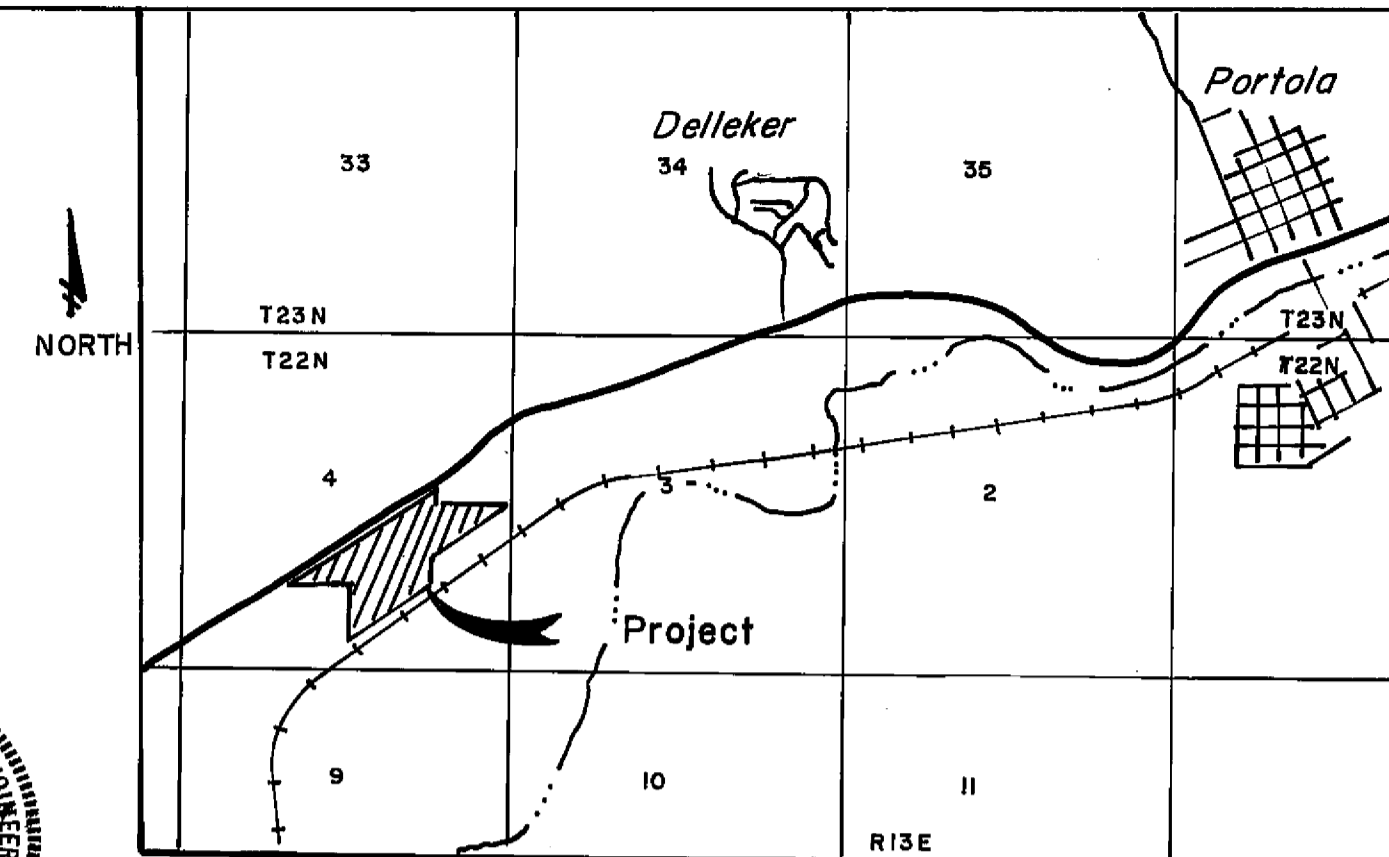 Portola
Delleker
33
34
35
NORTH
T23N
T22N
T23N
T22N
4
3
2
Project
9
10
11
R13E